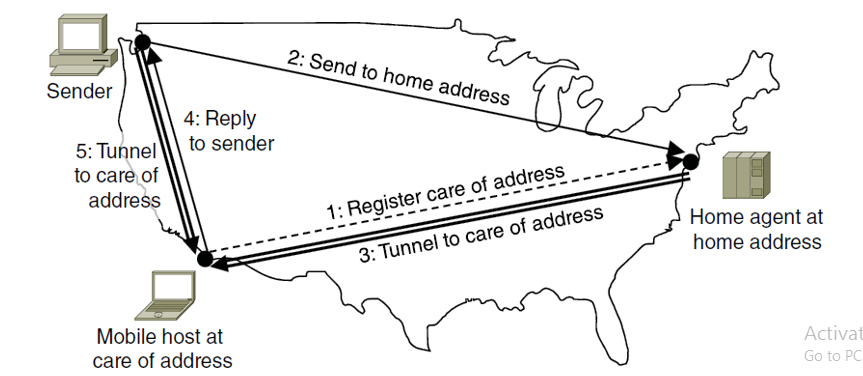 Sender
2: Send to home address
4: Reply
to sender
5: Tunnel
to care of
address
1: Register care of address
3: Tunnel to care of address
Home agent at
home address
Mobile host at
care of address
Activat
Go to PC